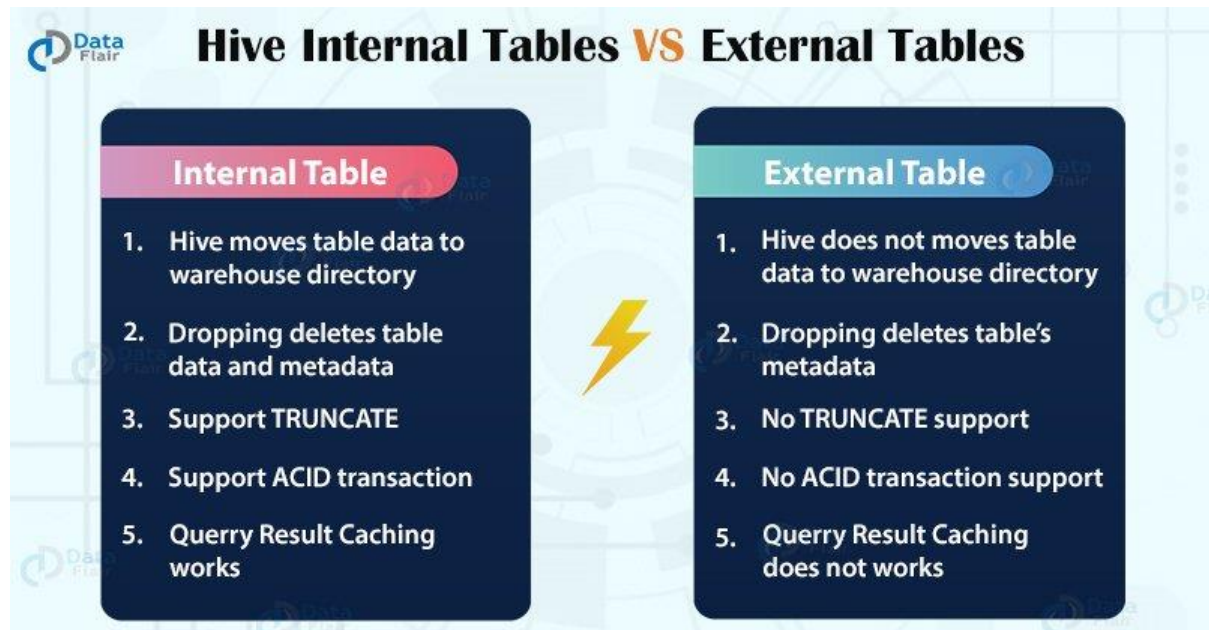 Data
Flair
Hive Internal Tables VS External Tables
Internal Table
1. Hive moves table data to
warehouse directory
2. Dropping deletes table
data and metadata
3. Support TRUNCATE
4. Support ACID transaction
5. Querry Result Caching
works
External Table
1. Hive does not moves table
data to warehouse directory
2. Dropping deletes table's
metadata
3. No TRUNCATE support
4. No ACID transaction support
5. Querry Result Caching
does not works